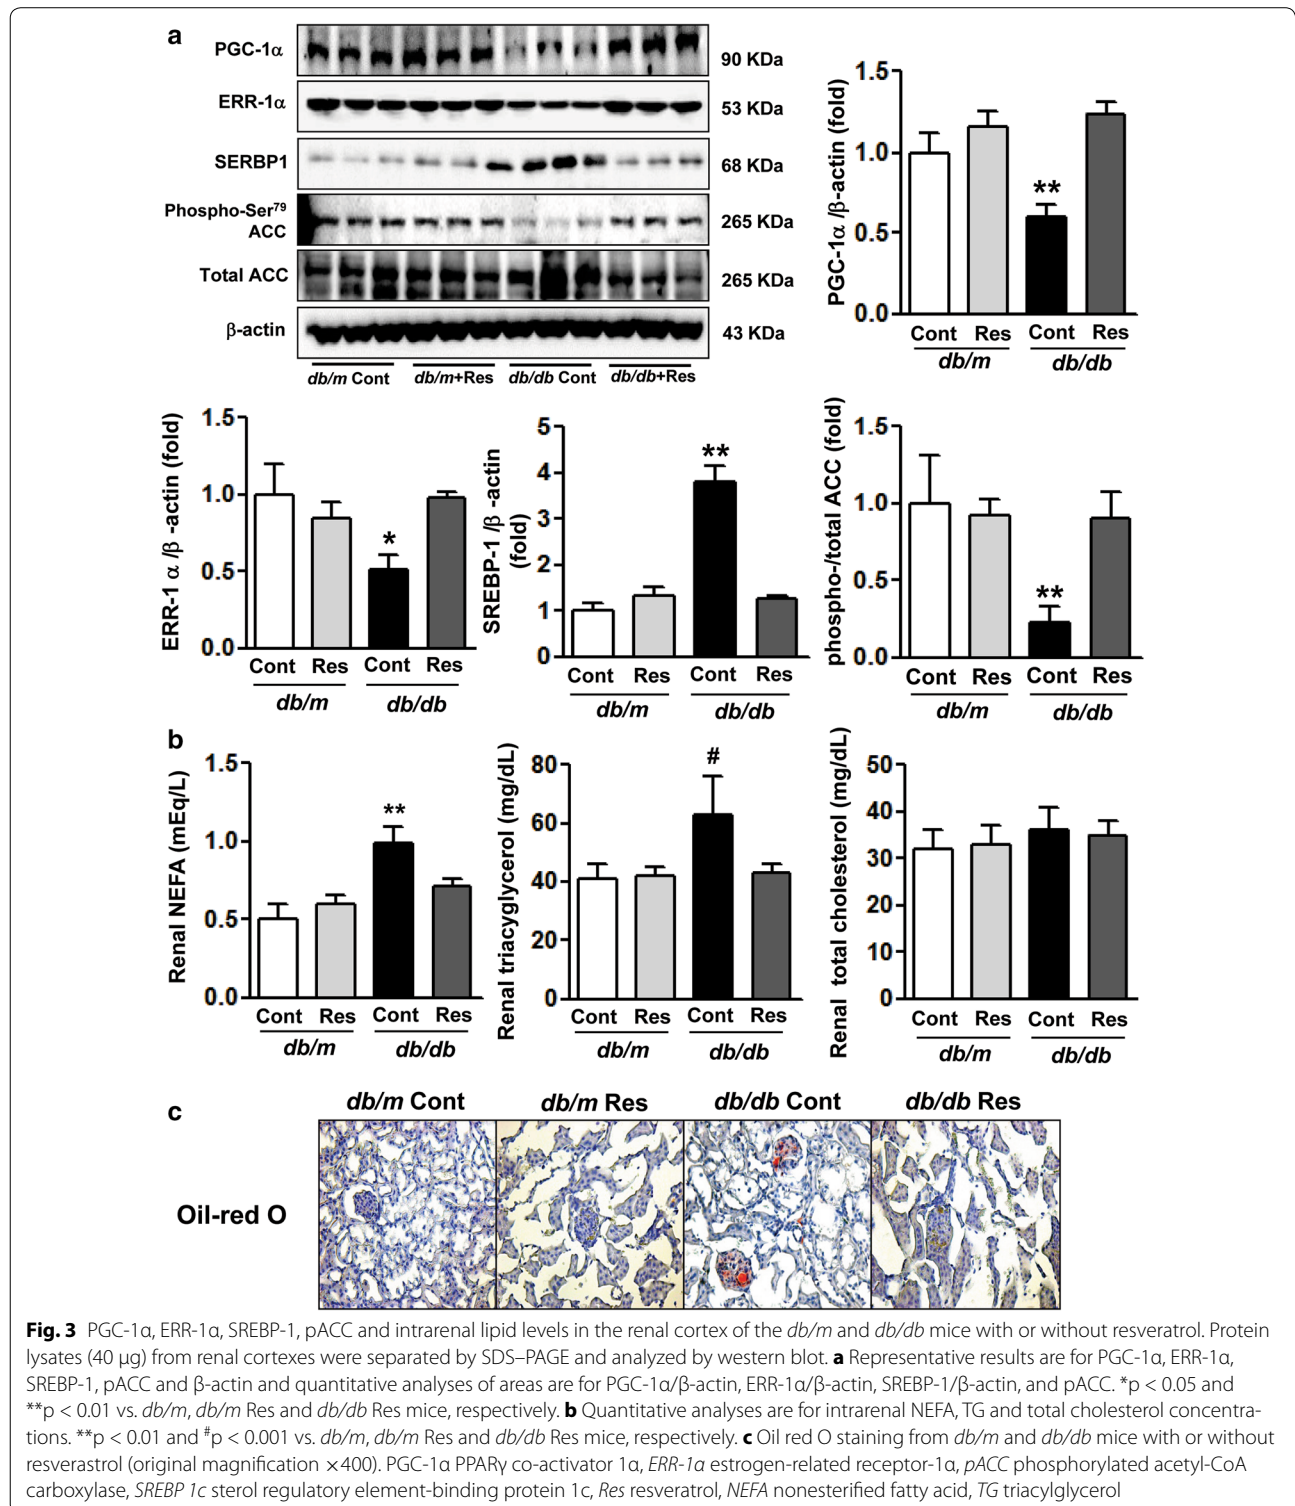 a
PGC-1α
90 KDa
ERR-1α
53 KDa
SERBP1
68 KDa
Phospho-Ser79
ACC
265 KDa
Total ACC
265 KDa
β-actin
43 KDa
db/m Cont db/m+Res db/db Cont db/db+Res
PGC-1α /β-actin (fold)
1.5
1.0
0.5
0.0
**
Cont Res Cont Res
db/m db/db
ERR-1 α /β -actin (fold)
1.5
1.0
0.5
0.0
*
Cont Res Cont Res
db/m db/db
SREBP-1 /β -actin
(fold)
5
4
3
2
1
0
**
Cont Res Cont Res
db/m db/db
phospho-/total ACC (fold)
1.5
1.0
0.5
0.0
**
Cont Res Cont Res
db/m db/db
b
Renal NEFA (mEq/L)
1.5
1.0
0.5
0.0
**
Cont Res Cont Res
db/m db/db
Renal triacyglycerol (mg/dL)
80
60
40
20
0
#
Cont Res Cont Res
db/m db/db
Renal total cholesterol (mg/dL)
50
40
30
20
10
0
Cont Res Cont Res
db/m db/db
c
db/m Cont db/m Res db/db Cont db/db Res
Oil-red O
Fig. 3 PGC-1α, ERR-1α, SREBP-1, pACC and intrarenal lipid levels in the renal cortex of the db/m and db/db mice with or without resveratrol. Protein
lysates (40 μg) from renal cortexes were separated by SDS–PAGE and analyzed by western blot. a Representative results are for PGC-1α, ERR-1α,
SREBP-1, pACC and β-actin and quantitative analyses of areas are for PGC-1α/β-actin, ERR-1α/β-actin, SREBP-1/β-actin, and pACC. *p < 0.05 and
**p < 0.01 vs. db/m, db/m Res and db/db Res mice, respectively. b Quantitative analyses are for intrarenal NEFA, TG and total cholesterol concentra-
tions. **p < 0.01 and #p < 0.001 vs. db/m, db/m Res and db/db Res mice, respectively. c Oil red O staining from db/m and db/db mice with or without
resverastrol (original magnification ×400). PGC-1α PPARγ co-activator 1α, ERR-1α estrogen-related receptor-1α, pACC phosphorylated acetyl-CoA
carboxylase, SREBP 1c sterol regulatory element-binding protein 1c, Res resveratrol, NEFA nonesterified fatty acid, TG triacylglycerol